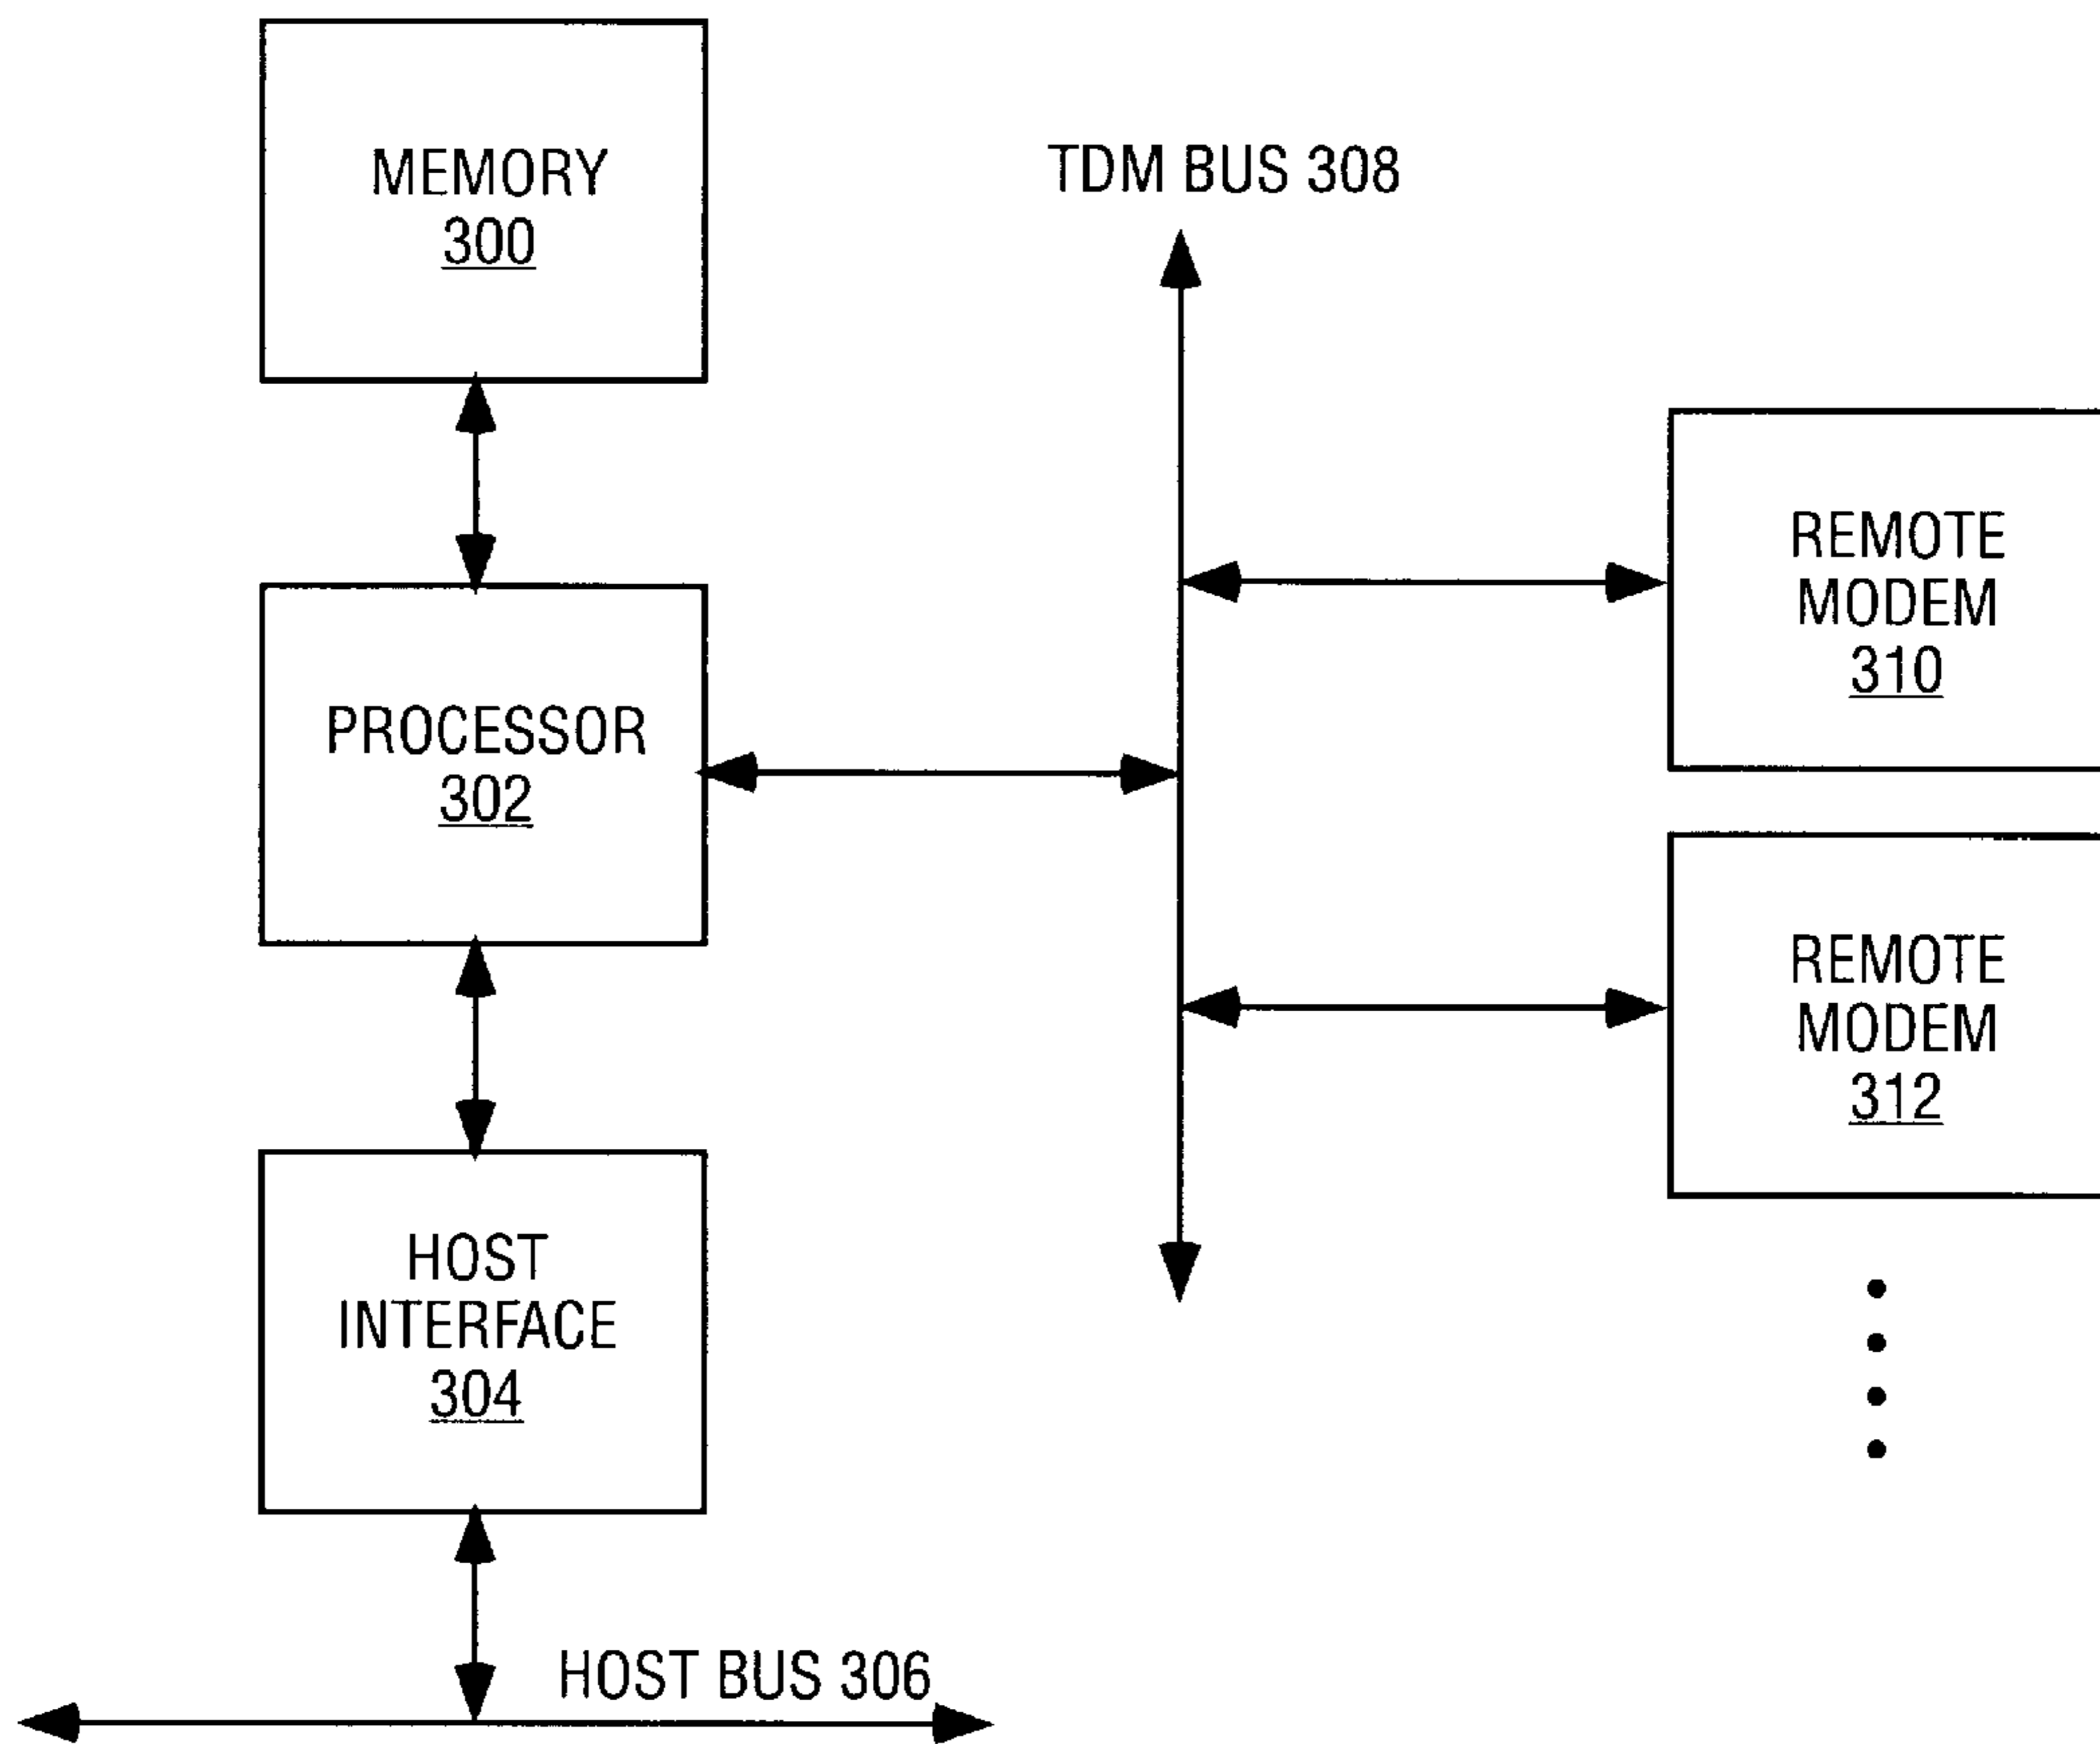 MEMORY
300
TDM BUS 308
REMOTE
MODEM
310
PROCESSOR
302
REMOTE
MODEM
312
HOST
INTERFACE
304
HOST BUS 306